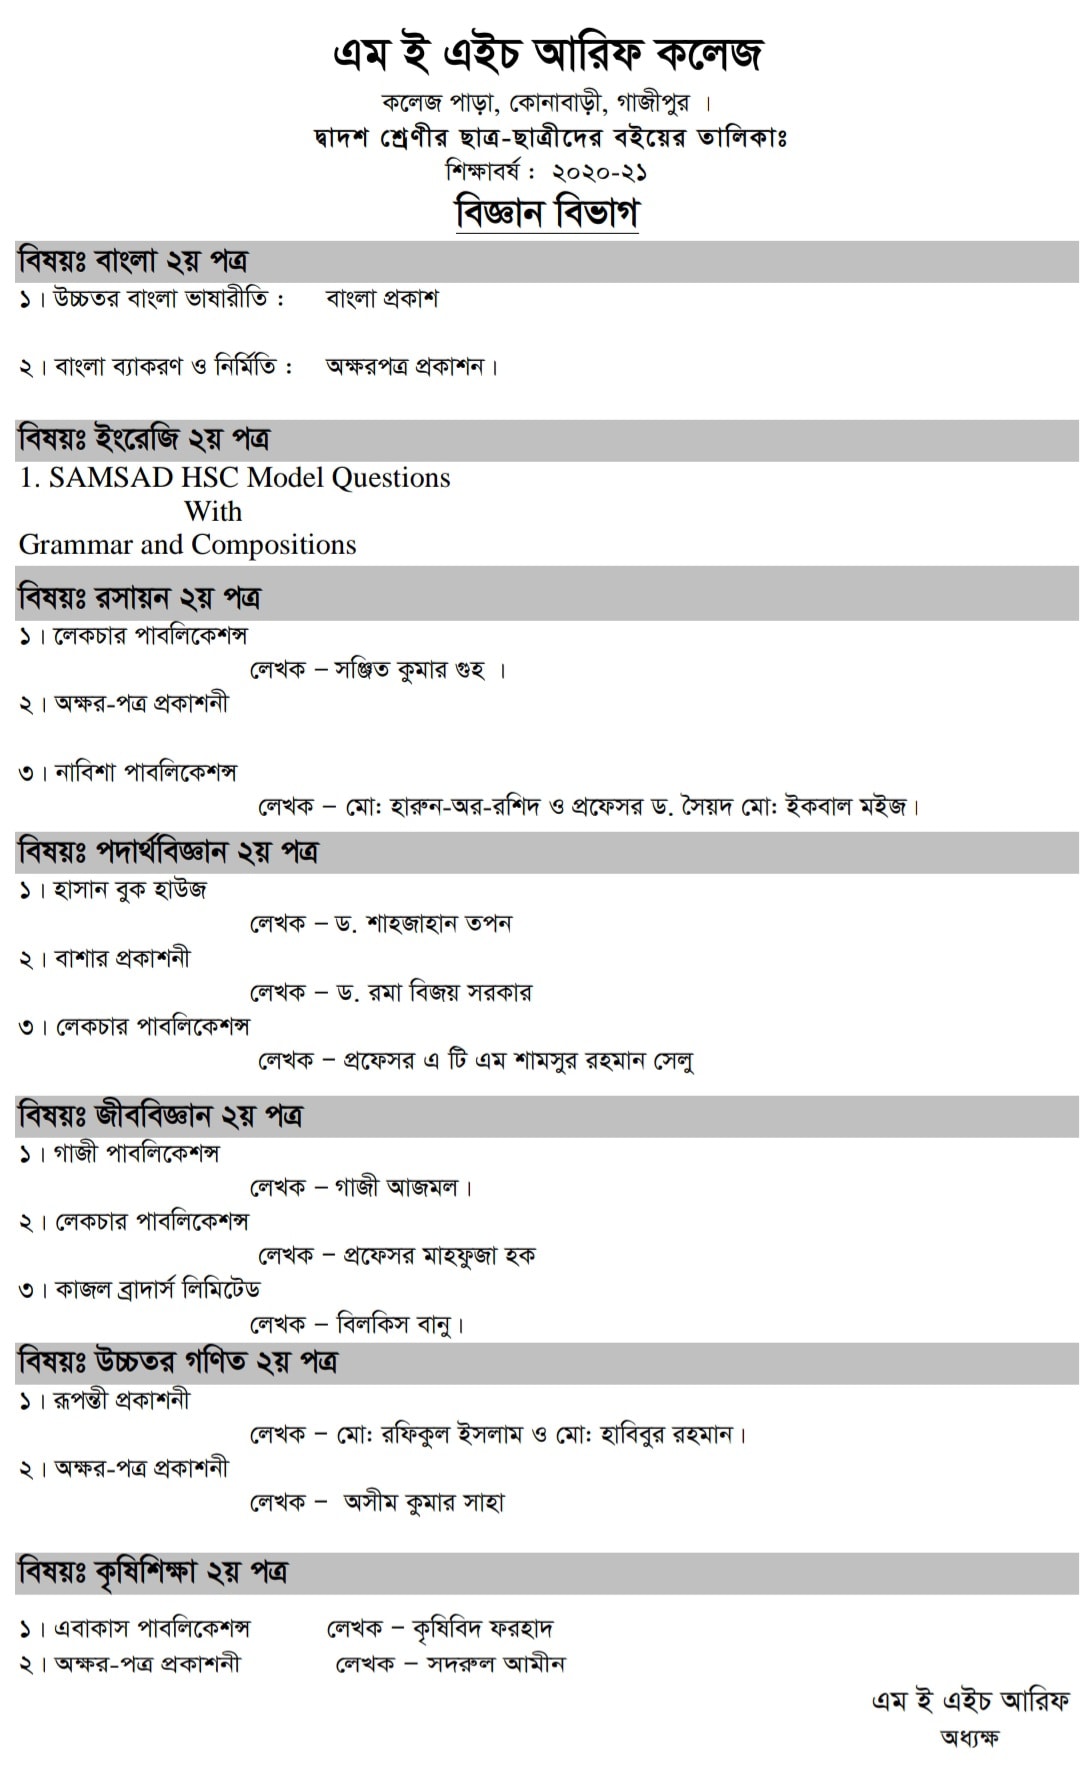 এম ই এইচ আরিফ কলেজ
কলেজ পাড়া, কোনাবাড়ী, গাজীপুর ।
দ্বাদশ শ্রেণীর ছাত্র-ছাত্রীদের বইয়ের তালিকাঃ
শিক্ষাবর্ষ : ২০২০-২১
বিজ্ঞান বিভাগ
বিষয়ঃ বাংলা ২য় পত্র
১। উচ্চতর বাংলা ভাষারীতি : বাংলা প্রকাশ
২। বাংলা ব্যাকরণ ও নির্মিতি : অক্ষরপত্র প্রকাশন।
বিষয়ঃ ইংরেজি ২য় পত্র
1. SAMSAD HSC Model Questions
With
Grammar and Compositions
বিষয়ঃ রসায়ন ২য় পত্র
১। লেকচার পাবলিকেশন্স
লেখক – সঞ্জিত কুমার গুহ ।
২। অক্ষর-পত্র প্রকাশনী
৩। নাবিশা পাবলিকেশন্স
লেখক – মো: হারুন-অর-রশিদ ও প্রফেসর ড. সৈয়দ মো: ইকবাল মইজ।
বিষয়ঃ পদার্থবিজ্ঞান ২য় পত্র
১। হাসান বুক হাউজ
লেখক – ড. শাহজাহান তপন
২। বাশার প্রকাশনী
লেখক – ড. রমা বিজয় সরকার
৩। লেকচার পাবলিকেশন্স
লেখক – প্রফেসর এ টি এম শামসুর রহমান সেলু
বিষয়ঃ জীববিজ্ঞান ২য় পত্র
১। গাজী পাবলিকেশন্স
লেখক – গাজী আজমল।
২। লেকচার পাবলিকেশন্স
লেখক – প্রফেসর মাহফুজা হক
৩। কাজল ব্রাদার্স লিমিটেড
লেখক – বিলকিস বানু।
বিষয়ঃ উচ্চতর গণিত ২য় পত্র
১। রূপন্তী প্রকাশনী
লেখক – মো: রফিকুল ইসলাম ও মো: হাবিবুর রহমান।
২। অক্ষর-পত্র প্রকাশনী
লেখক – অসীম কুমার সাহা
বিষয়ঃ কৃষিশিক্ষা ২য় পত্র
১। এবাকাস পাবলিকেশন্স লেখক – কৃষিবিদ ফরহাদ
২। অক্ষর-পত্র প্রকাশনী লেখক – সদরুল আমীন
এম ই এইচ আরিফ
অধ্যক্ষ